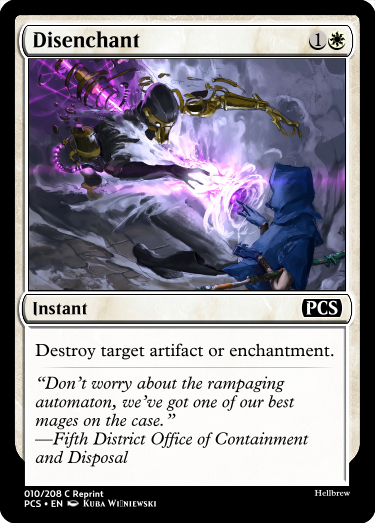 Disenchant 1
Instant PCS
Destroy target artifact or enchantment.
“Don’t worry about the rampaging
automaton, we’ve got one of our best
mages on the case.”
—Fifth District Office of Containment
and Disposal
010/208 C Reprint Hellbrew
PCS • EN Kuba Wi▯niewski